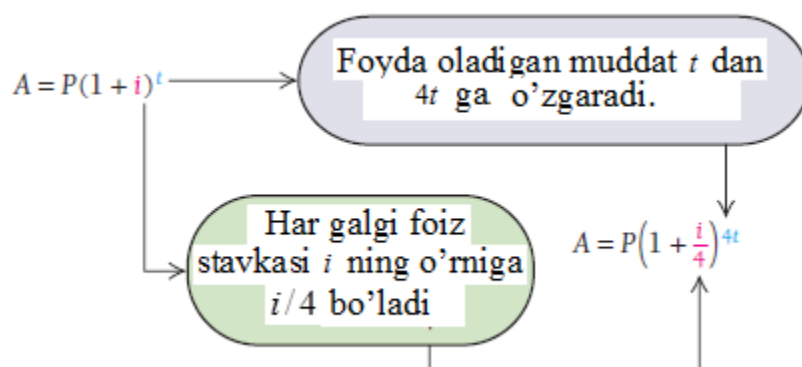 A = P(1 + i)^t
Foyda oladigan muddat t dan
4t ga o’zgaradi.
Har galgi foiz
stavkasi i ning o’rniga
i/4 bo’ladi
A = P(1 + i/4)^4t